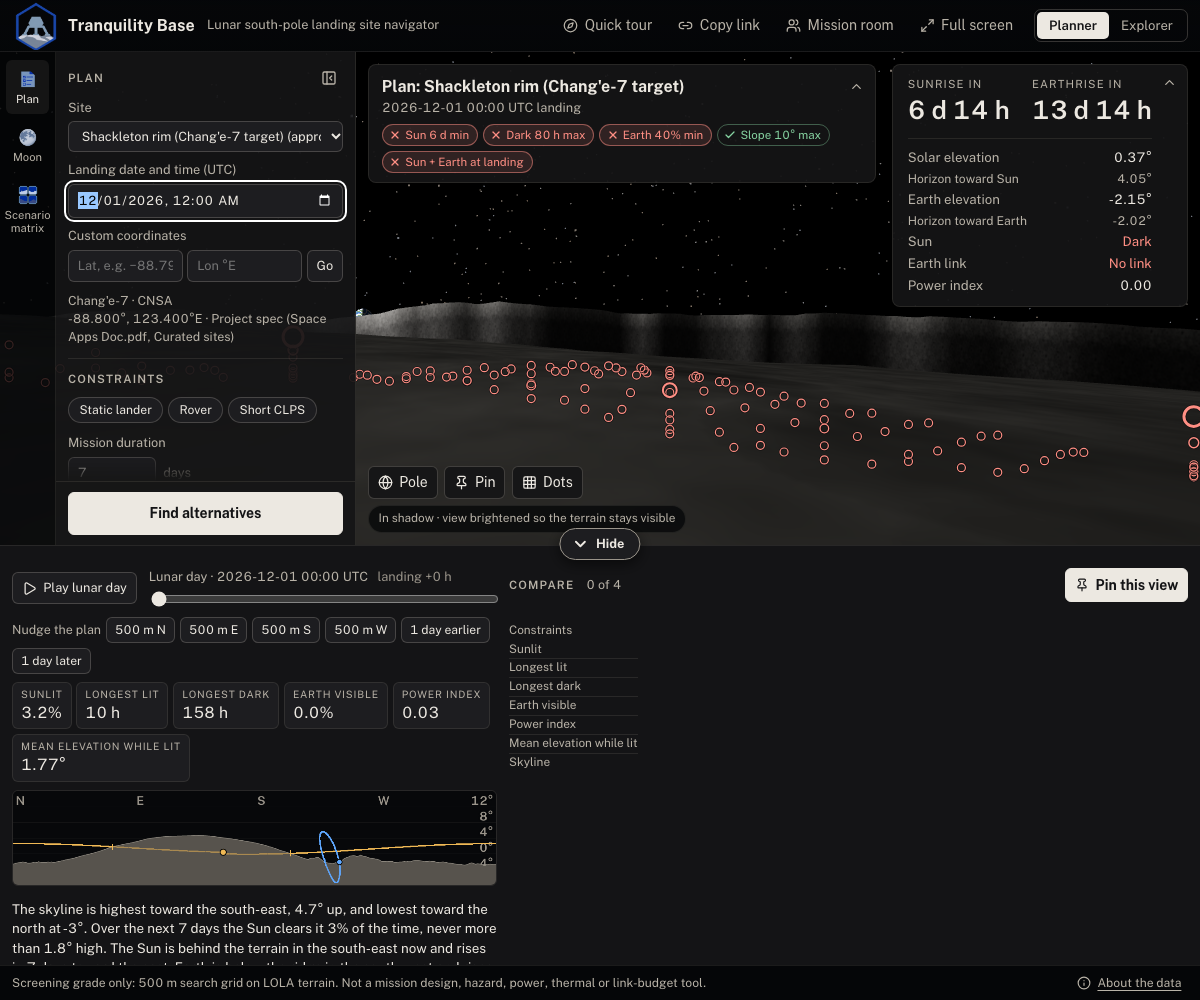 Tranquility Base
Lunar south-pole landing site navigator
Quick tour
Copy link
Mission room
Full screen
Planner
Explorer
Plan
Moon
Scenario
matrix
PLAN
Site
Shackleton rim (Chang'e-7 target) (appro
Landing date and time (UTC)
12/01/2026, 12:00 AM
Custom coordinates
Lat, e.g. −88.79
Lon °E
Go
Chang'e-7 · CNSA
-88.800°, 123.400°E · Project spec (Space
Apps Doc.pdf, Curated sites)
CONSTRAINTS
Static lander
Rover
Short CLPS
Mission duration
7
days
Find alternatives
Plan: Shackleton rim (Chang'e-7 target)
2026-12-01 00:00 UTC landing
Sun 6 d min
Dark 80 h max
Earth 40% min
Slope 10° max
Sun + Earth at landing
SUNRISE IN
EARTHRISE IN
6 d 14 h
13 d 14 h
Solar elevation 0.37°
Horizon toward Sun 4.05°
Earth elevation -2.15°
Horizon toward Earth -2.02°
Sun Dark
Earth link No link
Power index 0.00
Pole
Pin
Dots
In shadow · view brightened so the terrain stays visible
Hide
Play lunar day
Lunar day · 2026-12-01 00:00 UTC landing +0 h
Nudge the plan
500 m N
500 m E
500 m S
500 m W
1 day earlier
1 day later
SUNLIT
3.2%
LONGEST LIT
10 h
LONGEST DARK
158 h
EARTH VISIBLE
0.0%
POWER INDEX
0.03
MEAN ELEVATION WHILE LIT
1.77°
N E S W 12°
8°
4°
0°
4°
The skyline is highest toward the south-east, 4.7° up, and lowest toward the
north at -3°. Over the next 7 days the Sun clears it 3% of the time, never more
than 1.8° high. The Sun is behind the terrain in the south-east now and rises
COMPARE 0 of 4
Pin this view
Constraints
Sunlit
Longest lit
Longest dark
Earth visible
Power index
Mean elevation while lit
Skyline
Screening grade only: 500 m search grid on LOLA terrain. Not a mission design, hazard, power, thermal or link-budget tool.
About the data